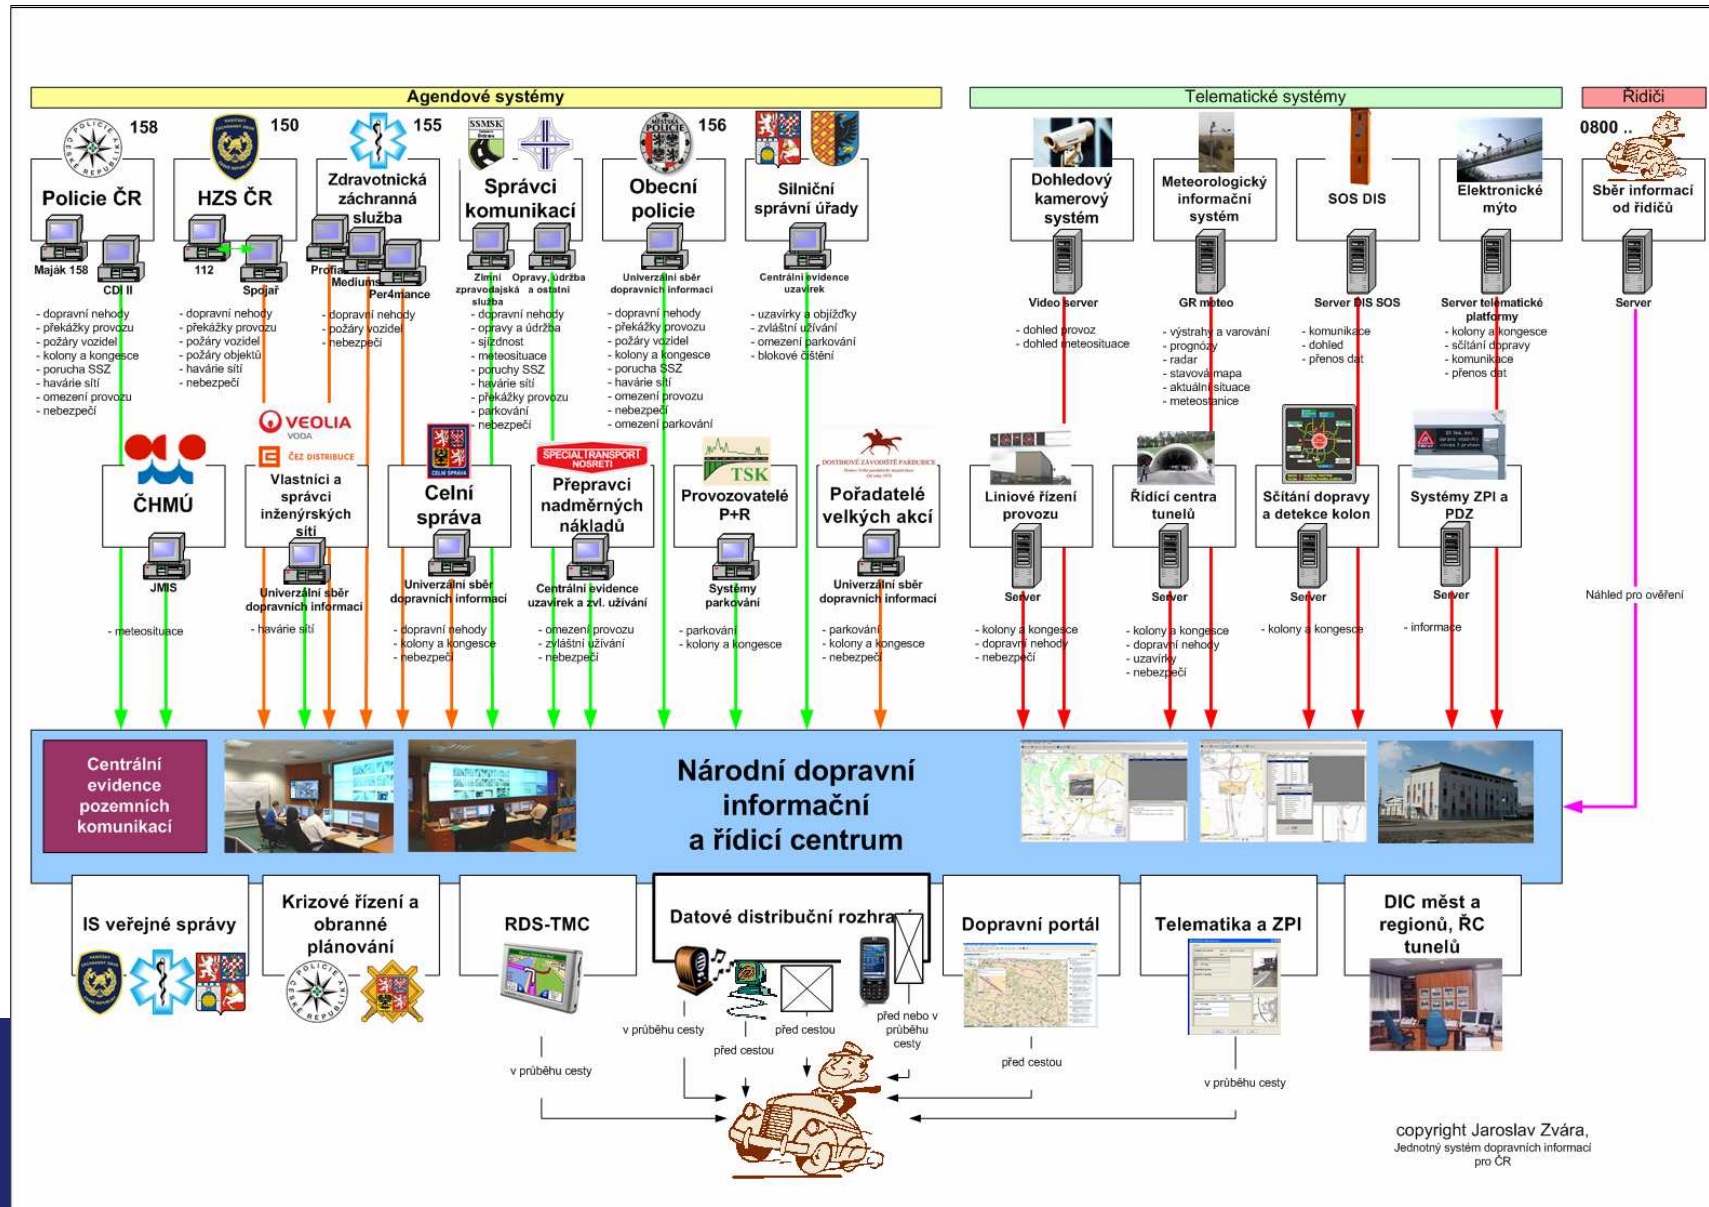 Agendové systémy
Telematické systémy
Řidiči
158
Policie ČR
Maják 158
CDI II
- dopravní nehody
- překážky provozu
- požáry vozidel
- kolony a kongesce
- porucha SSZ
- havárie sítí
- omezení provozu
- nebezpečí
150
HZS ČR
112
Spojař
- dopravní nehody
- překážky provozu
- požáry vozidel
- požáry objektů
- havárie sítí
- nebezpečí
155
Zdravotnická
záchranná
služba
Profia
Mediums
Per4mance
- dopravní nehody
- požáry vozidel
- nebezpečí
SSMSK
Správci
komunikací
Zimní
zpravodajská
služba
Opravy, údržba
a ostatní
- dopravní nehody
- opravy a údržba
- sjízdnost
- meteosituace
- poruchy SSZ
- havárie sítí
- překážky provozu
- parkování
- nebezpečí
MĚSTSKÁ
POLICIE
156
Obecní
policie
Univerzální sběr
dopravních informací
- dopravní nehody
- překážky provozu
- požáry vozidel
- kolony a kongesce
- porucha SSZ
- havárie sítí
- omezení provozu
- nebezpečí
- omezení parkování
Silniční
správní úřady
Centrální evidence
uzavírek
- uzavírky a objížďky
- zvláštní užívání
- omezení parkování
- blokové čištění
Dohledový
kamerový
systém
Video server
- dohled provoz
- dohled meteosituace
Meteorologický
informační
systém
GR meteo
- výstrahy a varování
- prognózy
- radar
- stavová mapa
- aktuální situace
- meteostanice
SOS DIS
Server DIS SOS
- komunikace
- dohled
- přenos dat
Elektronické
mýto
Server telematické
platformy
- kolony a kongesce
- sčítání dopravy
- komunikace
- přenos dat
0800 ..
Sběr informací
od řidičů
Server
Náhled pro ověření
ČHMÚ
JMIS
- meteosituace
VEOLIA
VODA
ČEZ DISTRIBUCE
Vlastníci a
správci
inženýrských
sítí
Univerzální sběr
dopravních informací
- havárie sítí
CELNÍ SPRÁVA
Celní
správa
Univerzální sběr
dopravních informací
- dopravní nehody
- kolony a kongesce
- nebezpečí
SPECIALTRANSPORT
NOSRETI
Přepravci
nadměrných
nákladů
Centrální evidence
uzavírek a zvl. užívání
- omezení provozu
- zvláštní užívání
- nebezpečí
TSK
Provozovatelé
P+R
Systémy
parkování
- parkování
- kolony a kongesce
DOSTIHOVÉ ZÁVODIŠTĚ PARDUBICE
Pořadatelé
velkých akcí
Univerzální sběr
dopravních informací
- parkování
- kolony a kongesce
- nebezpečí
Liniové řízení
provozu
Server
- kolony a kongesce
- dopravní nehody
- nebezpečí
Řídící centra
tunelů
Server
- kolony a kongesce
- dopravní nehody
- uzavírky
- nebezpečí
Sčítání dopravy
a detekce kolon
Server
- kolony a kongesce
Systémy ZPI a
PDZ
Server
- informace
Centrální
evidence
pozemních
komunikací
Národní dopravní
informační
a řídicí centrum
IS veřejné správy
Krizové řízení a
obranné
plánování
RDS-TMC
Datové distribuční rozhraní
Dopravní portál
Telematika a ZPI
DIC měst a
regionů, ŘC
tunelů
v průběhu cesty
v průběhu cesty
před cestou
před cestou
před nebo v
průběhu
cesty
před cestou
v průběhu cesty
copyright Jaroslav Zvára,
Jednotný systém dopravních informací
pro ČR